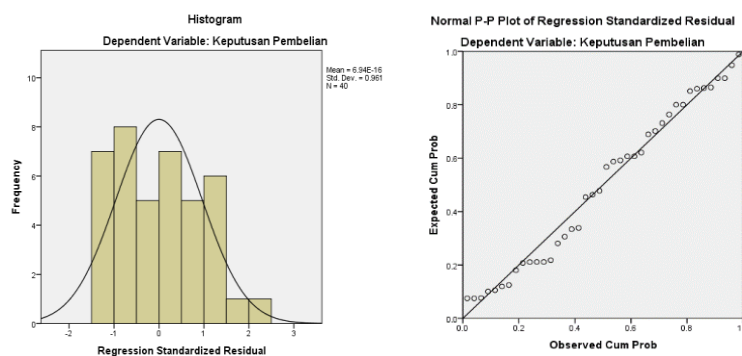 Histogram
Dependent Variable: Keputusan Pembelian
Mean = 6.94E-16
Std. Dev. = 0.961
N = 40
10
8
6
4
2
0
Frequency
-2 -1 0 1 2 3
Regression Standardized Residual
Normal P-P Plot of Regression Standardized Residual
Dependent Variable: Keputusan Pembelian
1.0
0.8
0.6
0.4
0.2
0.0
Expected Cum Prob
0.0 0.2 0.4 0.6 0.8 1
Observed Cum Prob